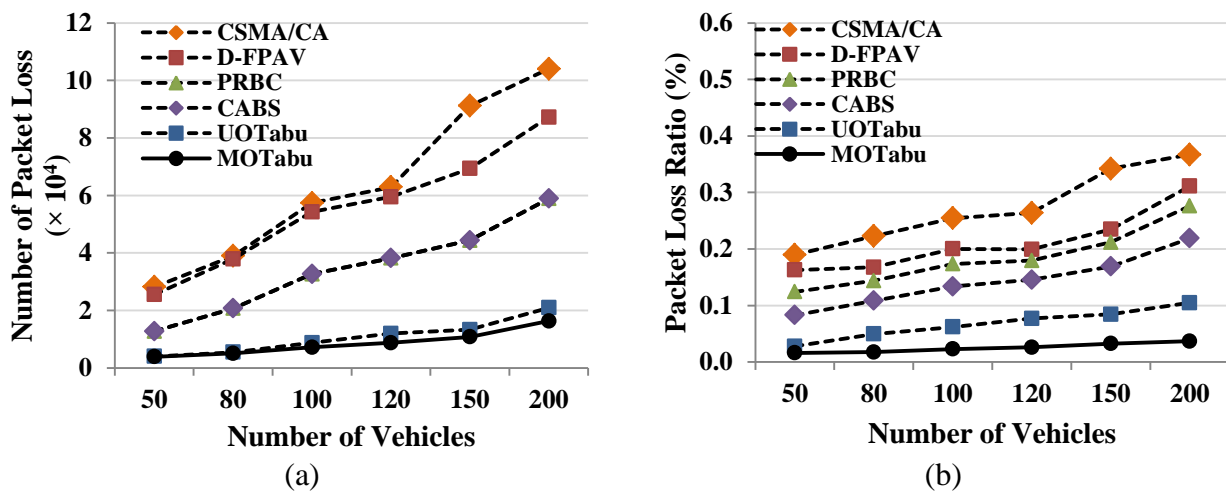 12
10
8
6
4
2
0
Number of Packet Loss
(× 10⁴)
CSMA/CA
D-FPAV
PRBC
CABS
UOTabu
MOTabu
50 80 100 120 150 200
Number of Vehicles
(a)
0.6
0.5
0.4
0.3
0.2
0.1
0.0
Packet Loss Ratio (%)
CSMA/CA
D-FPAV
PRBC
CABS
UOTabu
MOTabu
50 80 100 120 150 200
Number of Vehicles
(b)